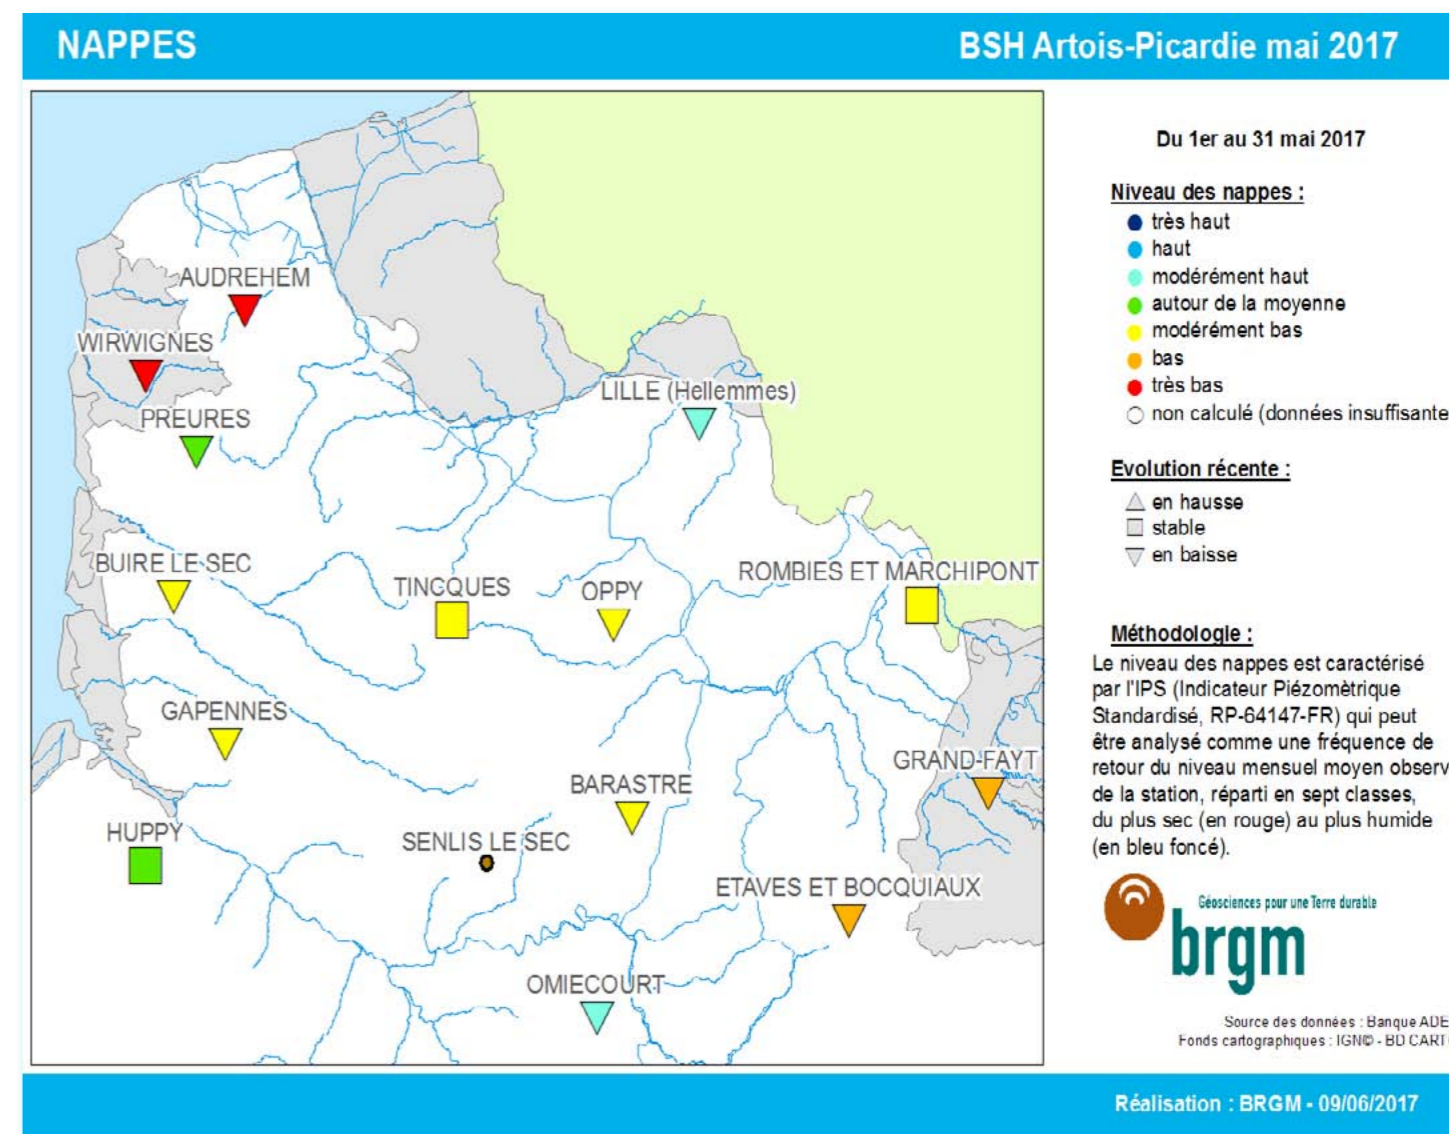 NAPPES
BSH Artois-Picardie mai 2017
AUDREHEM
WIRWIGNES
PREURES
LILLE (Hellemmes)
BUIRE LE SEC
TINCQUES
OPPY
ROMBIES ET MARCHIPONT
GAPENNES
GRAND-FAYT
BARASTRE
HUPPY
SENLIS LE SEC
ETAVES ET BOCQUIAUX
OMIECOURT
Du 1er au 31 mai 2017
Niveau des nappes :
très haut
haut
modérément haut
autour de la moyenne
modérément bas
bas
très bas
non calculé (données insuffisante
Evolution récente :
en hausse
stable
en baisse
Méthodologie :
Le niveau des nappes est caractérisé
par l'IPS (Indicateur Piézomètrique
Standardisé, RP-64147-FR) qui peut
être analysé comme une fréquence de
retour du niveau mensuel moyen observ
de la station, réparti en sept classes,
du plus sec (en rouge) au plus humide
(en bleu foncé).
Géosciences pour une Terre durable
brgm
Source des données : Banque ADE
Fonds cartographiques : IGN© - BD CART
Réalisation : BRGM - 09/06/2017